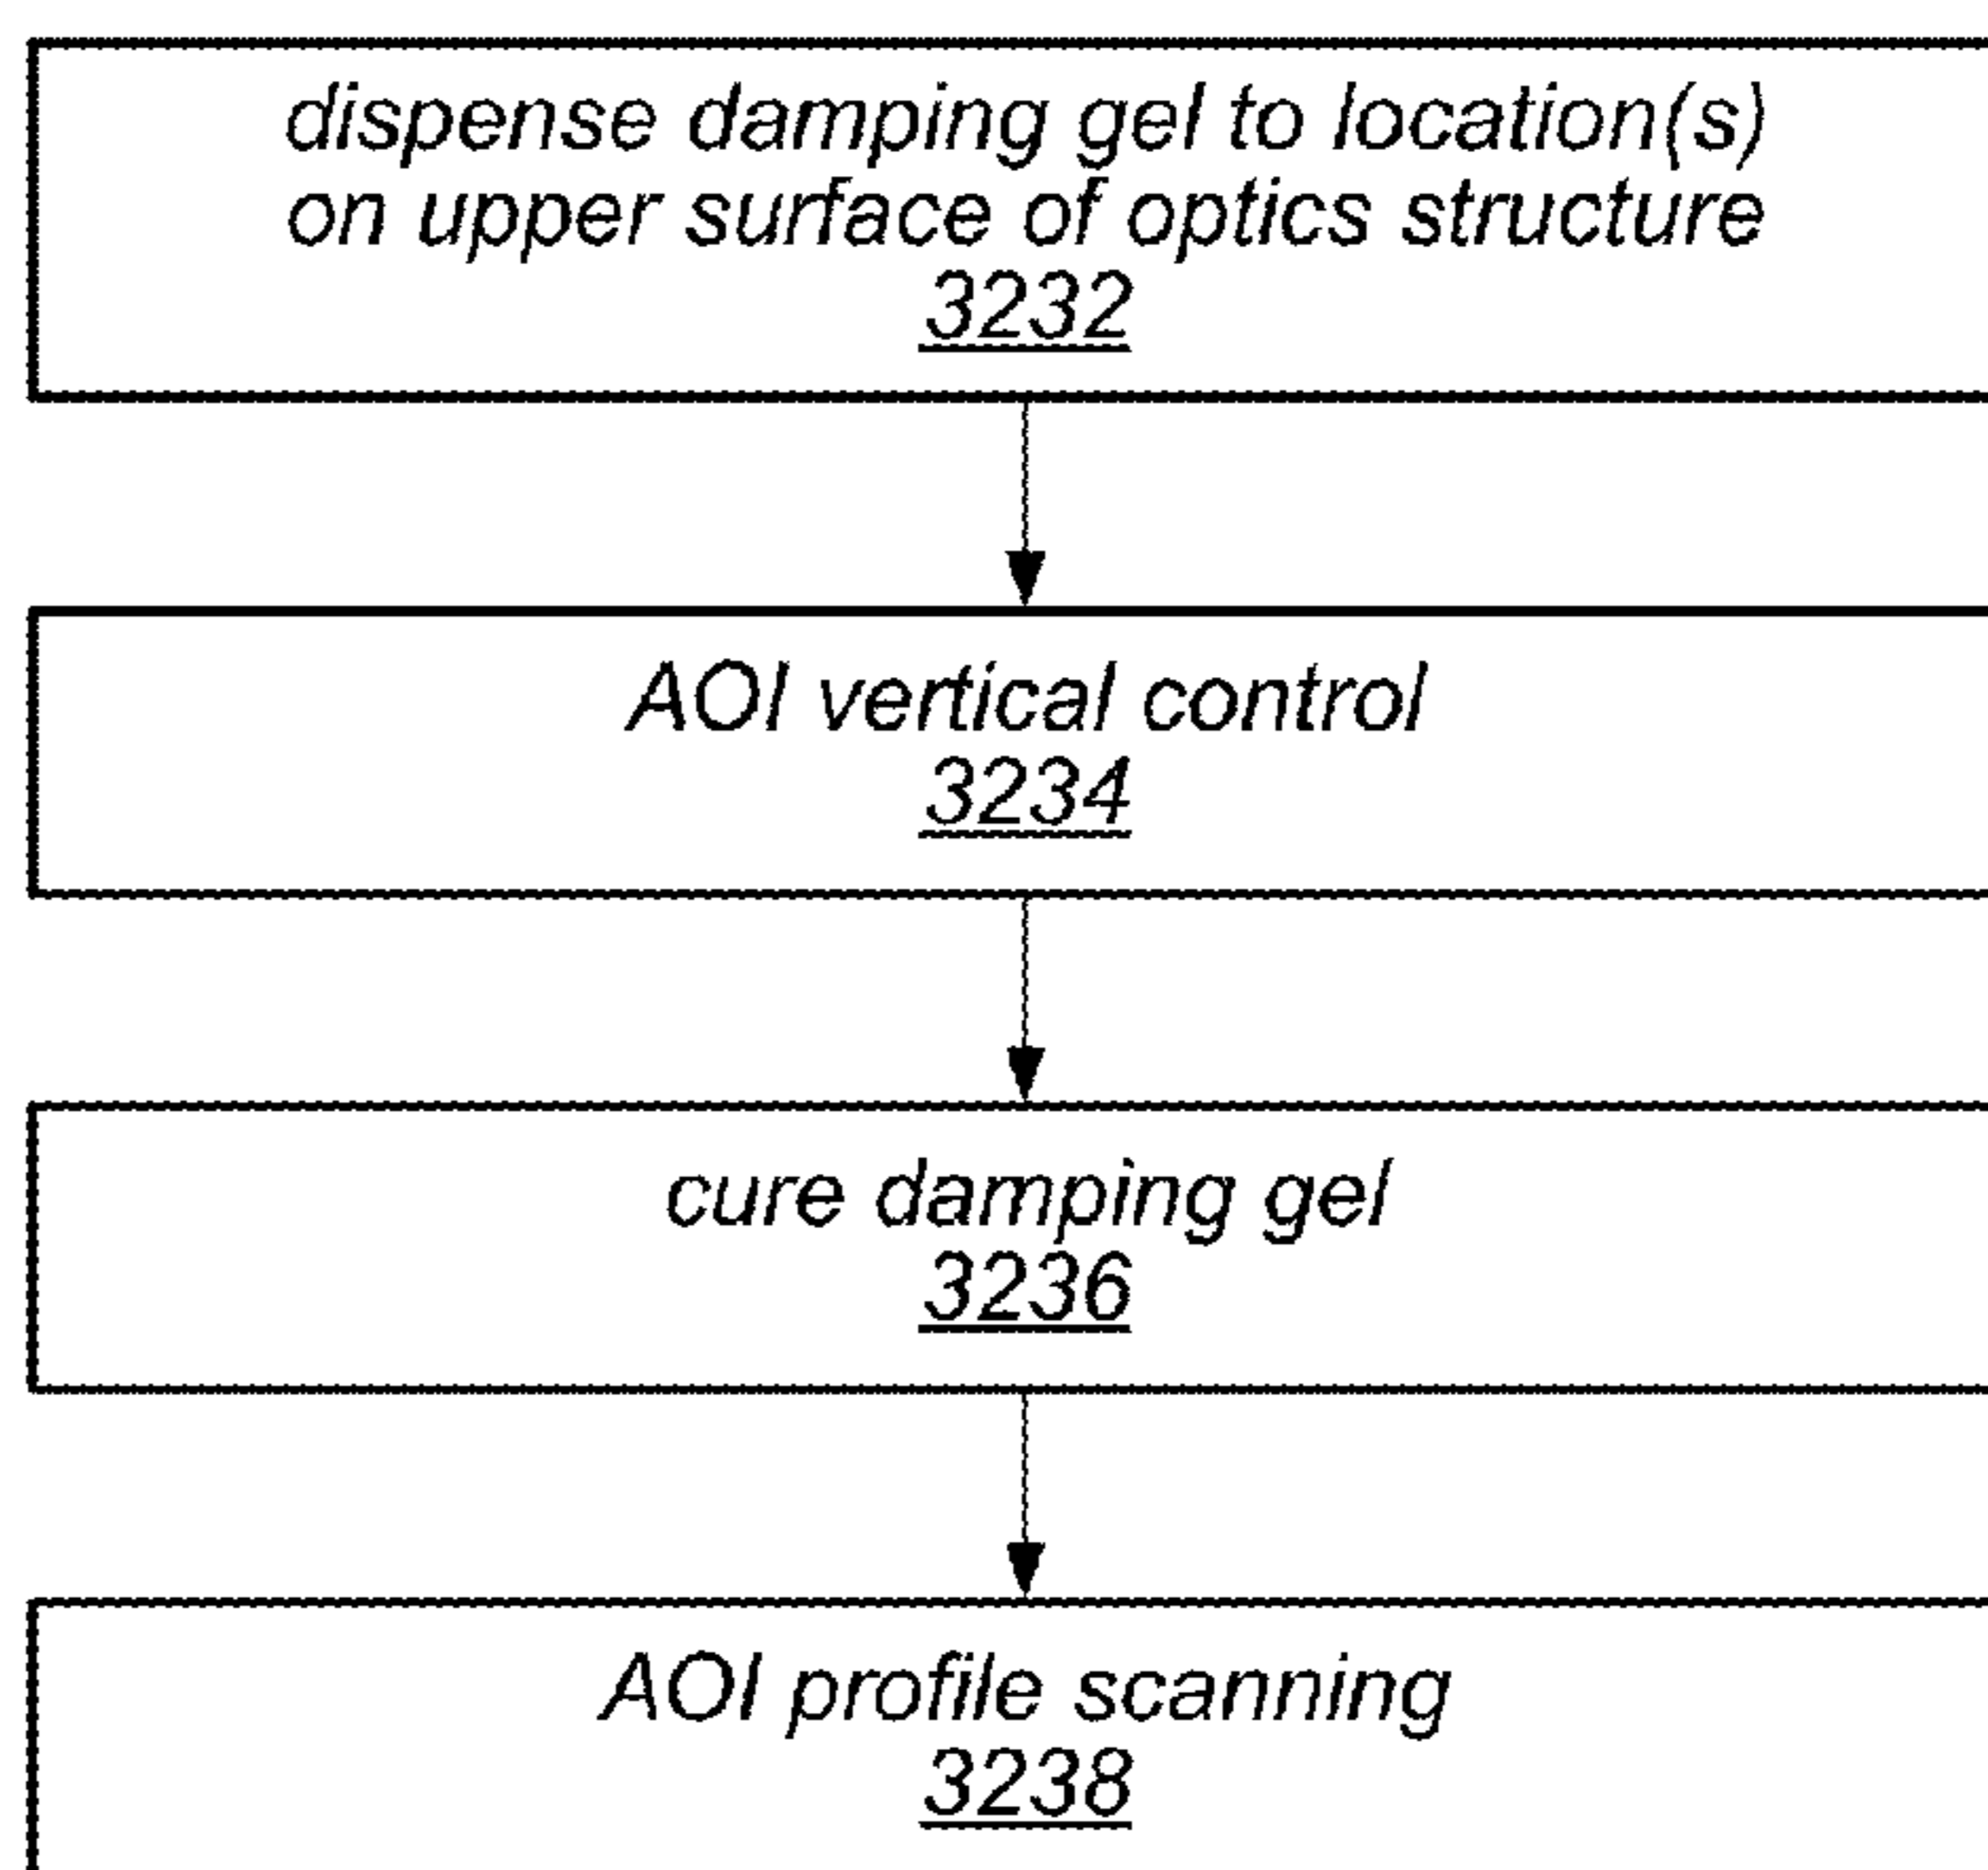 dispense damping gel to location(s)
on upper surface of optics structure
3232
AOI vertical control
3234
cure damping gel
3236
AOI profile scanning
3238